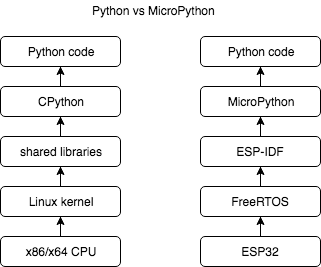 Python vs MicroPython
Python code
Python code
CPython
MicroPython
shared libraries
ESP-IDF
Linux kernel
FreeRTOS
x86/x64 CPU
ESP32